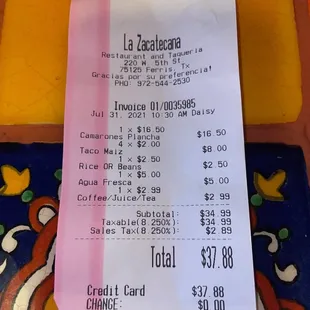 La Zacatecana
Restaurant and Taqueria
220 W 5th St
75125 Ferris, Tx
Gracias por su preferencia!
PHO: 972-544-2530
Invoice 01/0035985
Jul 31, 2021 10:30 AM Daisy
1 x $16.50
Camarones Plancha $16.50
4 x $2.00
Taco Maiz $8.00
1 x $2.50
Rice OR Beans $2.50
1 x $5.00
Agua Fresca $5.00
1 x $2.99
Coffee/Juice/Tea $2.99
Subtotal: $34.99
Taxable(8.250%): $34.99
Sales Tax(8.250%): $2.89
Total $37.88
Credit Card $37.88
CHANGE: $0.00